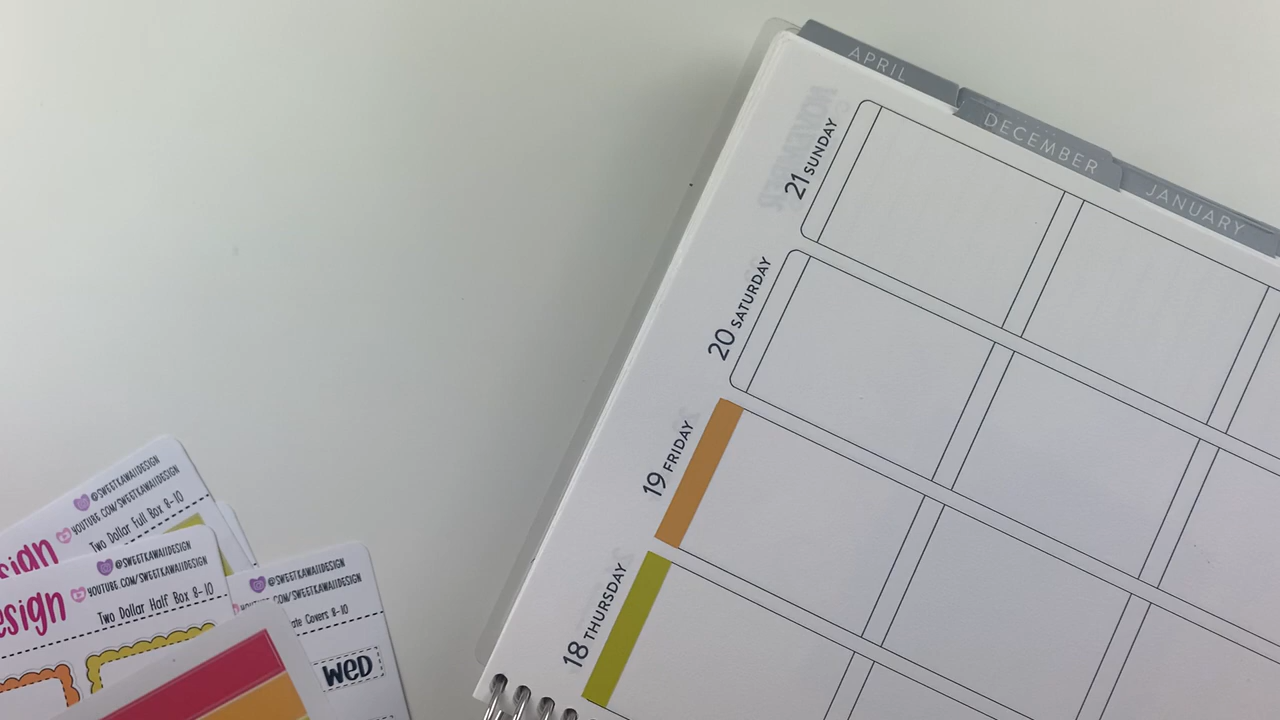 APRIL
DECEMBER
JANUARY
NOVEMBER
21 SUNDAY
20 SATURDAY
19 FRIDAY
18 THURSDAY
@SWEETKAWAIIDESIGN
YOUTUBE.COM/SWEETKAWAIIDESIGN
Two Dollar Full Box 8-10
@SWEETKAWAIIDESIGN
YOUTUBE.COM/SWEETKAWAIIDESIGN
Two Dollar Half Box 8-10
@SWEETKAWAIIDESIGN
YOUTUBE.COM/SWEETKAWAIIDESIGN
Covers 8-10
WED